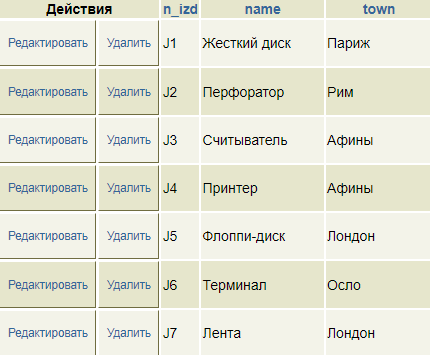 Действия n_izd name town
Редактировать Удалить J1 Жесткий диск Париж
Редактировать Удалить J2 Перфоратор Рим
Редактировать Удалить J3 Считыватель Афины
Редактировать Удалить J4 Принтер Афины
Редактировать Удалить J5 Флоппи-диск Лондон
Редактировать Удалить J6 Терминал Осло
Редактировать Удалить J7 Лента Лондон